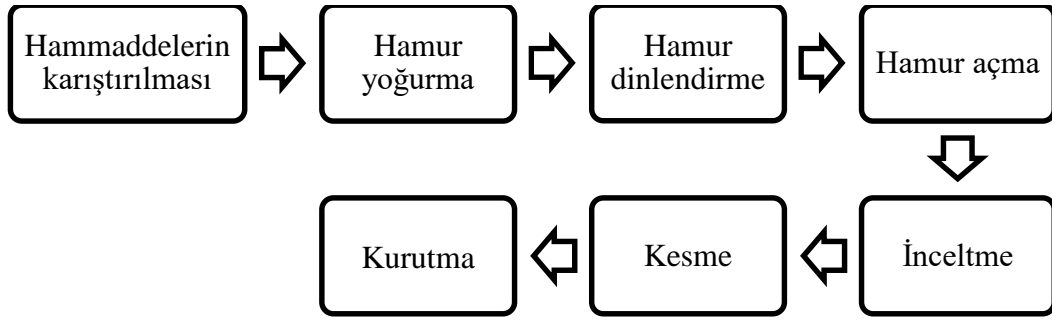 Hammaddelerin
karıştırılması
Hamur
yoğurma
Hamur
dinlendirme
Hamur açma
İnceltme
Kesme
Kurutma